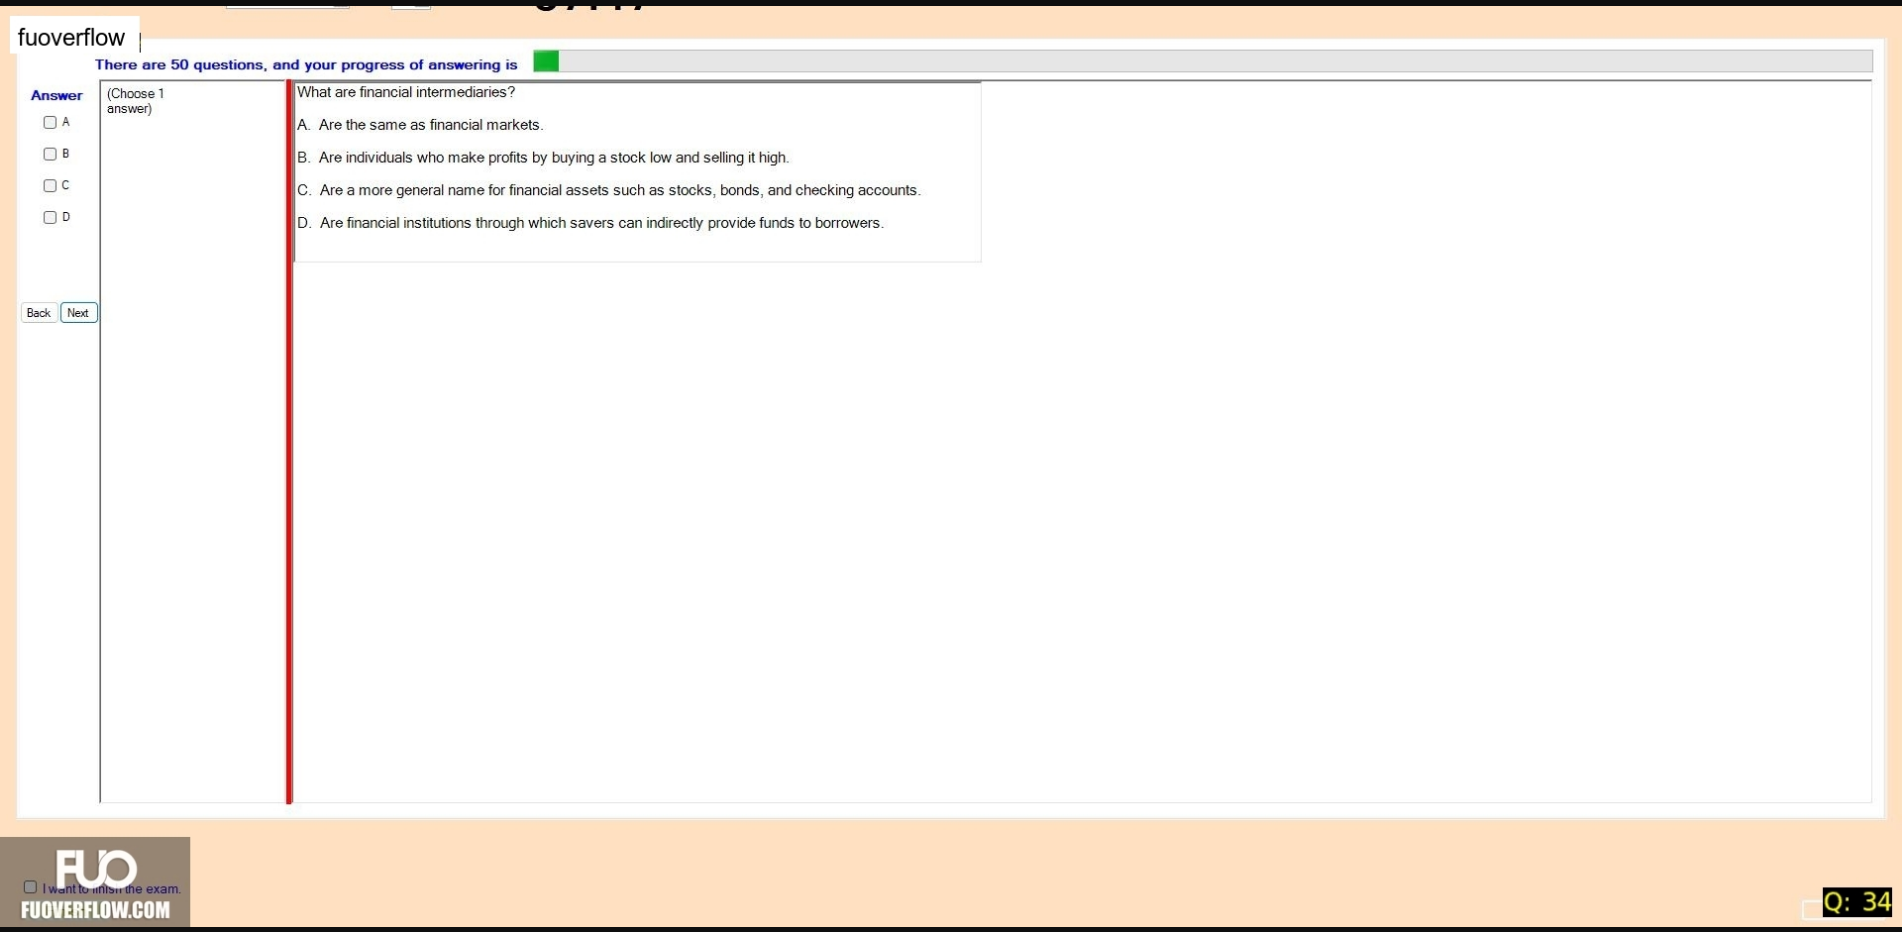 fuoverflow
There are 50 questions, and your progress of answering is
Answer
(Choose 1
answer)
A
B
C
D
Back
Next
What are financial intermediaries?
A. Are the same as financial markets.
B. Are individuals who make profits by buying a stock low and selling it high.
C. Are a more general name for financial assets such as stocks, bonds, and checking accounts.
D. Are financial institutions through which savers can indirectly provide funds to borrowers.
FUO
I want to finish the exam.
FUOVERFLOW.COM
Q: 34